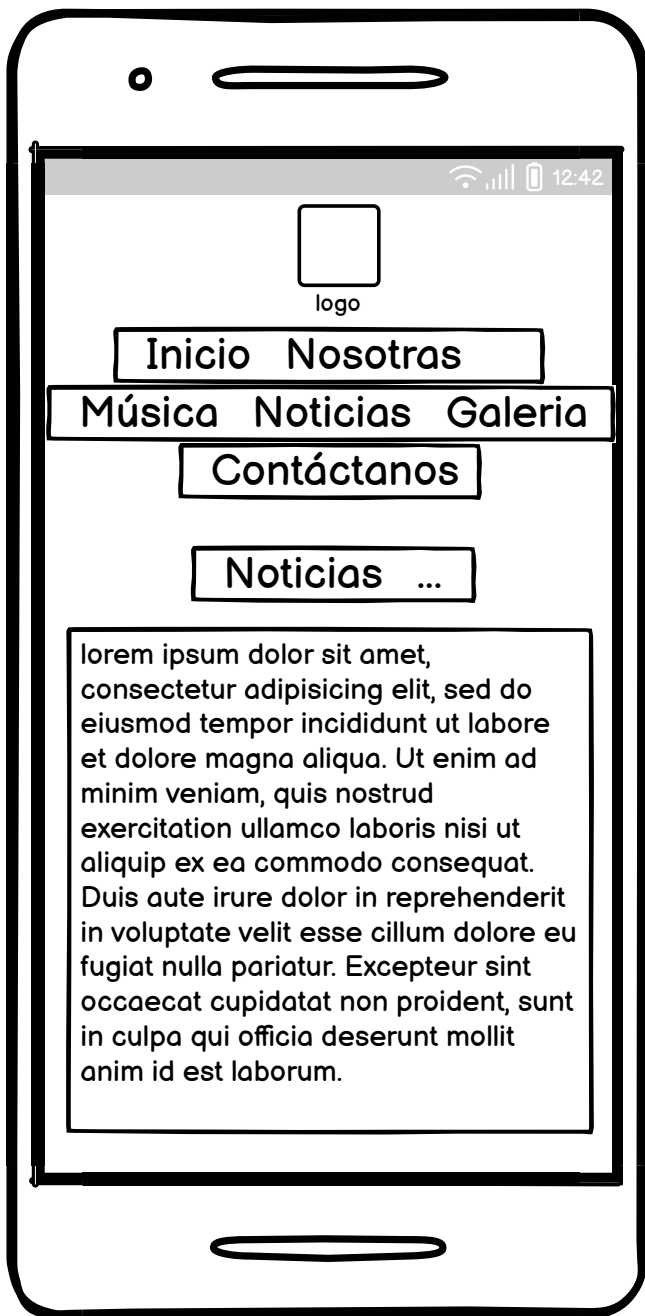 12:42
logo
Inicio Nosotras
Música Noticias Galeria
Contáctanos
Noticias ...
lorem ipsum dolor sit amet,
consectetur adipisicing elit, sed do
eiusmod tempor incididunt ut labore
et dolore magna aliqua. Ut enim ad
minim veniam, quis nostrud
exercitation ullamco laboris nisi ut
aliquip ex ea commodo consequat.
Duis aute irure dolor in reprehenderit
in voluptate velit esse cillum dolore eu
fugiat nulla pariatur. Excepteur sint
occaecat cupidatat non proident, sunt
in culpa qui officia deserunt mollit
anim id est laborum.